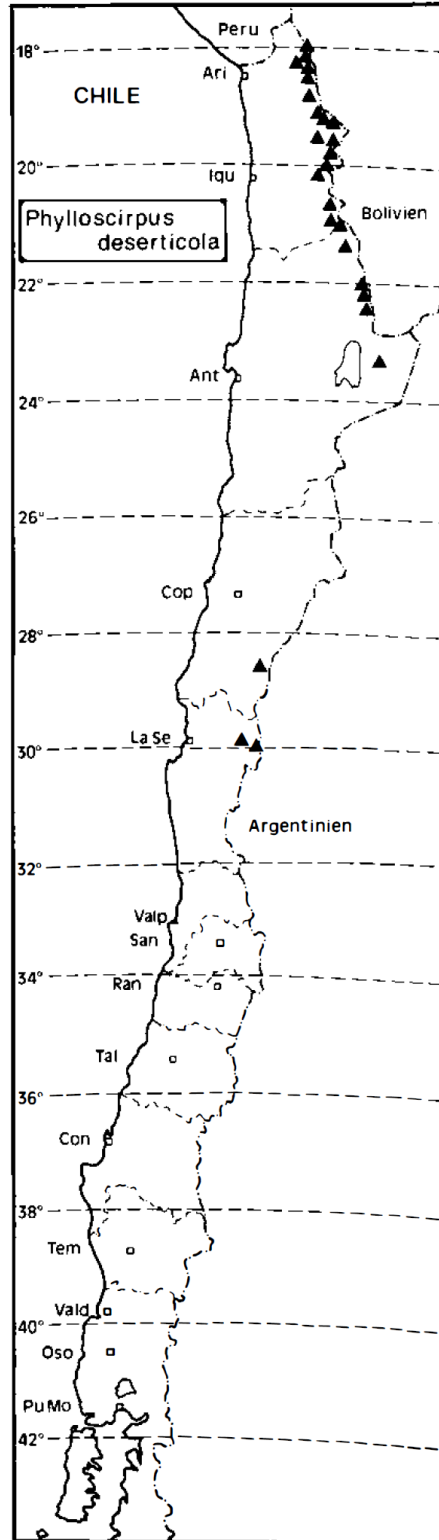 Peru
18°
Ari
CHILE
20°
Iqu
Phylloscirpus
deserticola
Bolivien
22°
Ant
24°
26°
Cop
28°
La Se
30°
Argentinien
32°
Valp
San
34°
Ran
Tal
36°
Con
38°
Tem
Vald
40°
Oso
PuMo
42°